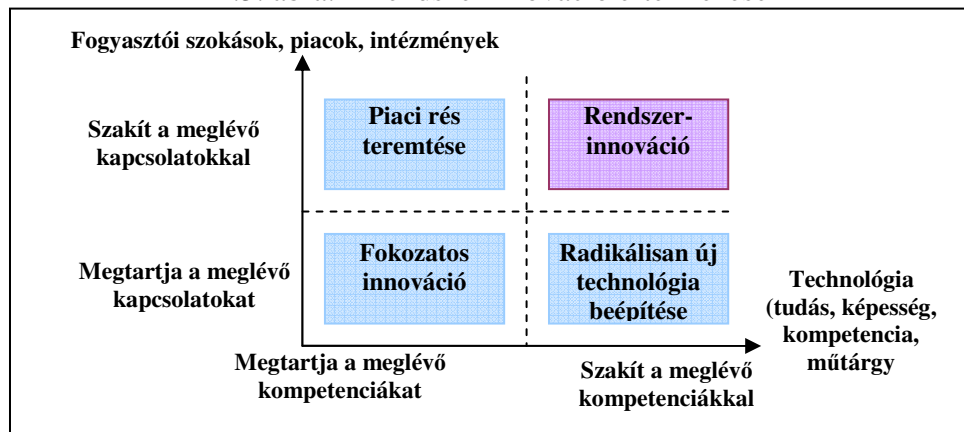 Fogyasztói szokások, piacok, intézmények
Szakít a meglévő
kapcsolatokkal
Piaci rés
teremtése
Rendszer-
innováció
Megtartja a meglévő
kapcsolatokat
Fokozatos
innováció
Radikálisan új
technológia
beépítése
Technológia
(tudás, képesség,
kompetencia,
műtárgy
Megtartja a meglévő
kompetenciákat
Szakít a meglévő
kompetenciákkal